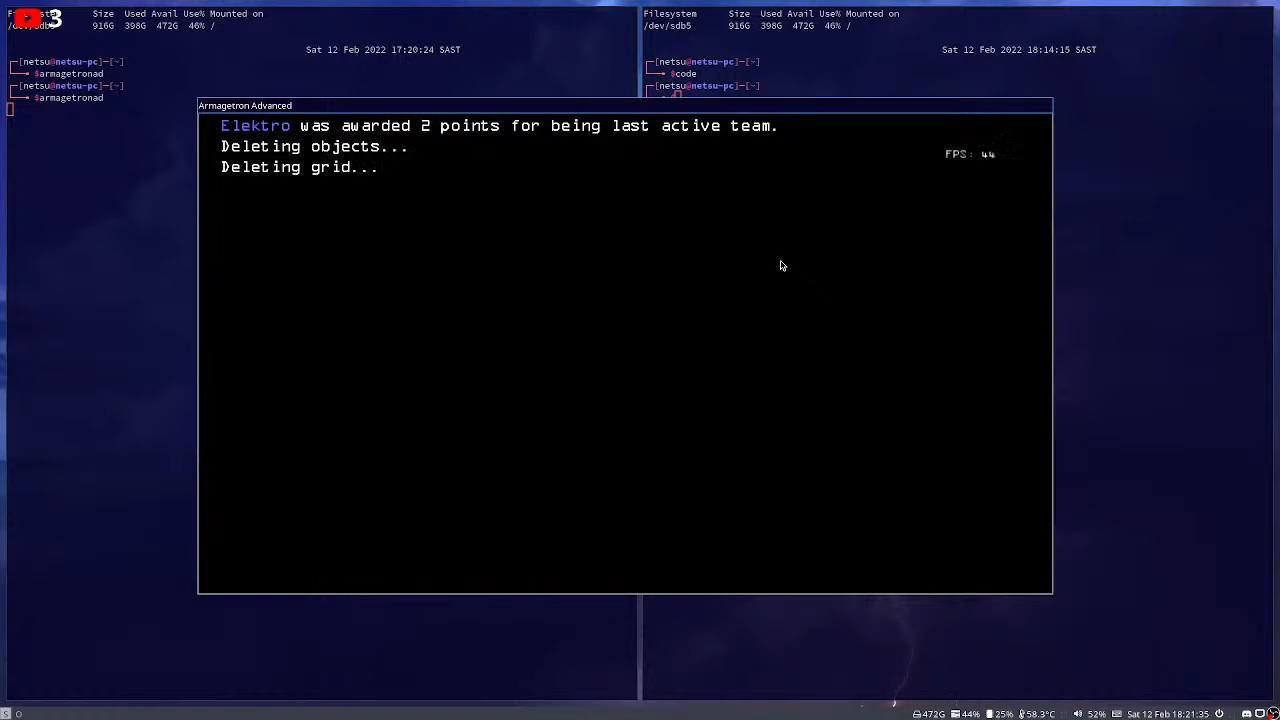 3
Filesystem Size Used Avail Use% Mounted on
/dev/sdb5 916G 398G 472G 46% /
Sat 12 Feb 2022 17:20:24 SAST
[netsu@netsu-pc]-[~]
$armagetronad
[netsu@netsu-pc]-[~]
$armagetronad
Filesystem Size Used Avail Use% Mounted on
/dev/sdb5 916G 398G 472G 46% /
Sat 12 Feb 2022 18:14:15 SAST
[netsu@netsu-pc]-[~]
$code
[netsu@netsu-pc]-[~]
Armagetron Advanced
Elektro was awarded 2 points for being last active team.
Deleting objects...
Deleting grid...
FPS: 44
S O
472G 44% 25% 58.3°C 52% Sat 12 Feb 18:21:35